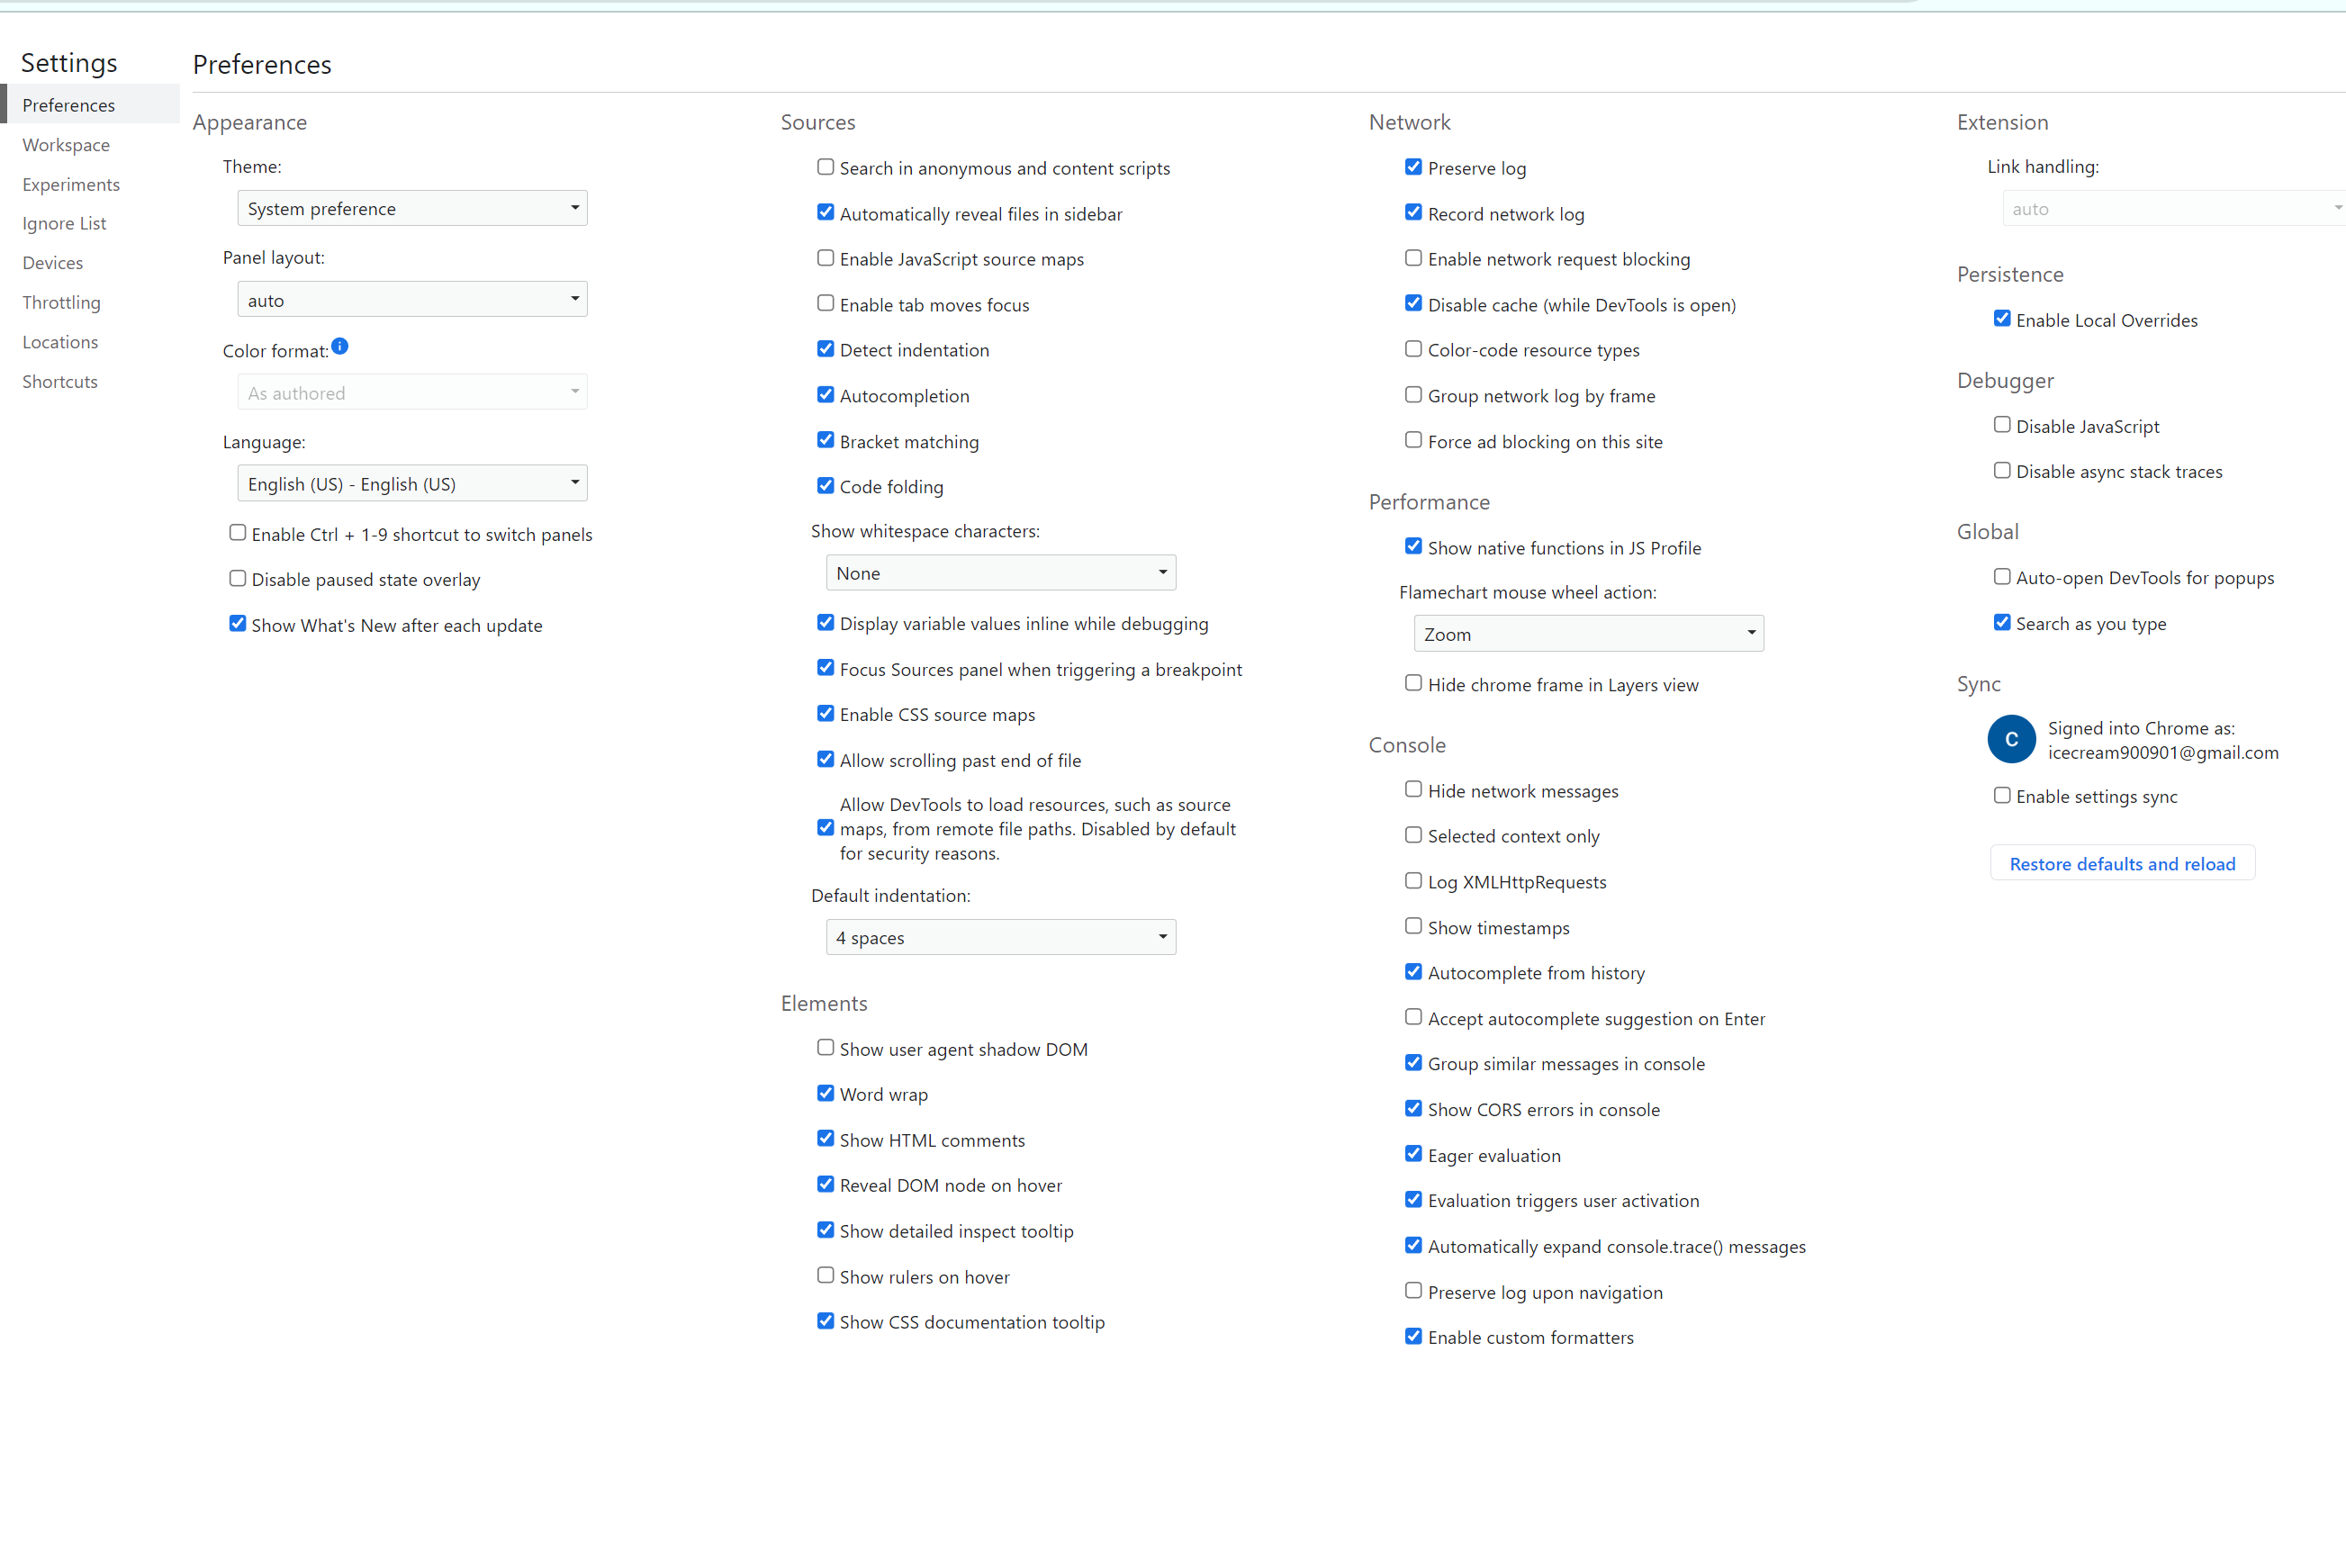 Settings
Preferences
Workspace
Experiments
Ignore List
Devices
Throttling
Locations
Shortcuts
Preferences
Appearance
Theme:
System preference
Panel layout:
auto
Color format:
As authored
Language:
English (US) - English (US)
Enable Ctrl + 1-9 shortcut to switch panels
Disable paused state overlay
Show What's New after each update
Sources
Search in anonymous and content scripts
Automatically reveal files in sidebar
Enable JavaScript source maps
Enable tab moves focus
Detect indentation
Autocompletion
Bracket matching
Code folding
Show whitespace characters:
None
Display variable values inline while debugging
Focus Sources panel when triggering a breakpoint
Enable CSS source maps
Allow scrolling past end of file
Allow DevTools to load resources, such as source
maps, from remote file paths. Disabled by default
for security reasons.
Default indentation:
4 spaces
Elements
Show user agent shadow DOM
Word wrap
Show HTML comments
Reveal DOM node on hover
Show detailed inspect tooltip
Show rulers on hover
Show CSS documentation tooltip
Network
Preserve log
Record network log
Enable network request blocking
Disable cache (while DevTools is open)
Color-code resource types
Group network log by frame
Force ad blocking on this site
Performance
Show native functions in JS Profile
Flamechart mouse wheel action:
Zoom
Hide chrome frame in Layers view
Console
Hide network messages
Selected context only
Log XMLHttpRequests
Show timestamps
Autocomplete from history
Accept autocomplete suggestion on Enter
Group similar messages in console
Show CORS errors in console
Eager evaluation
Evaluation triggers user activation
Automatically expand console.trace() messages
Preserve log upon navigation
Enable custom formatters
Extension
Link handling:
auto
Persistence
Enable Local Overrides
Debugger
Disable JavaScript
Disable async stack traces
Global
Auto-open DevTools for popups
Search as you type
Sync
C
Signed into Chrome as:
icecream900901@gmail.com
Enable settings sync
Restore defaults and reload